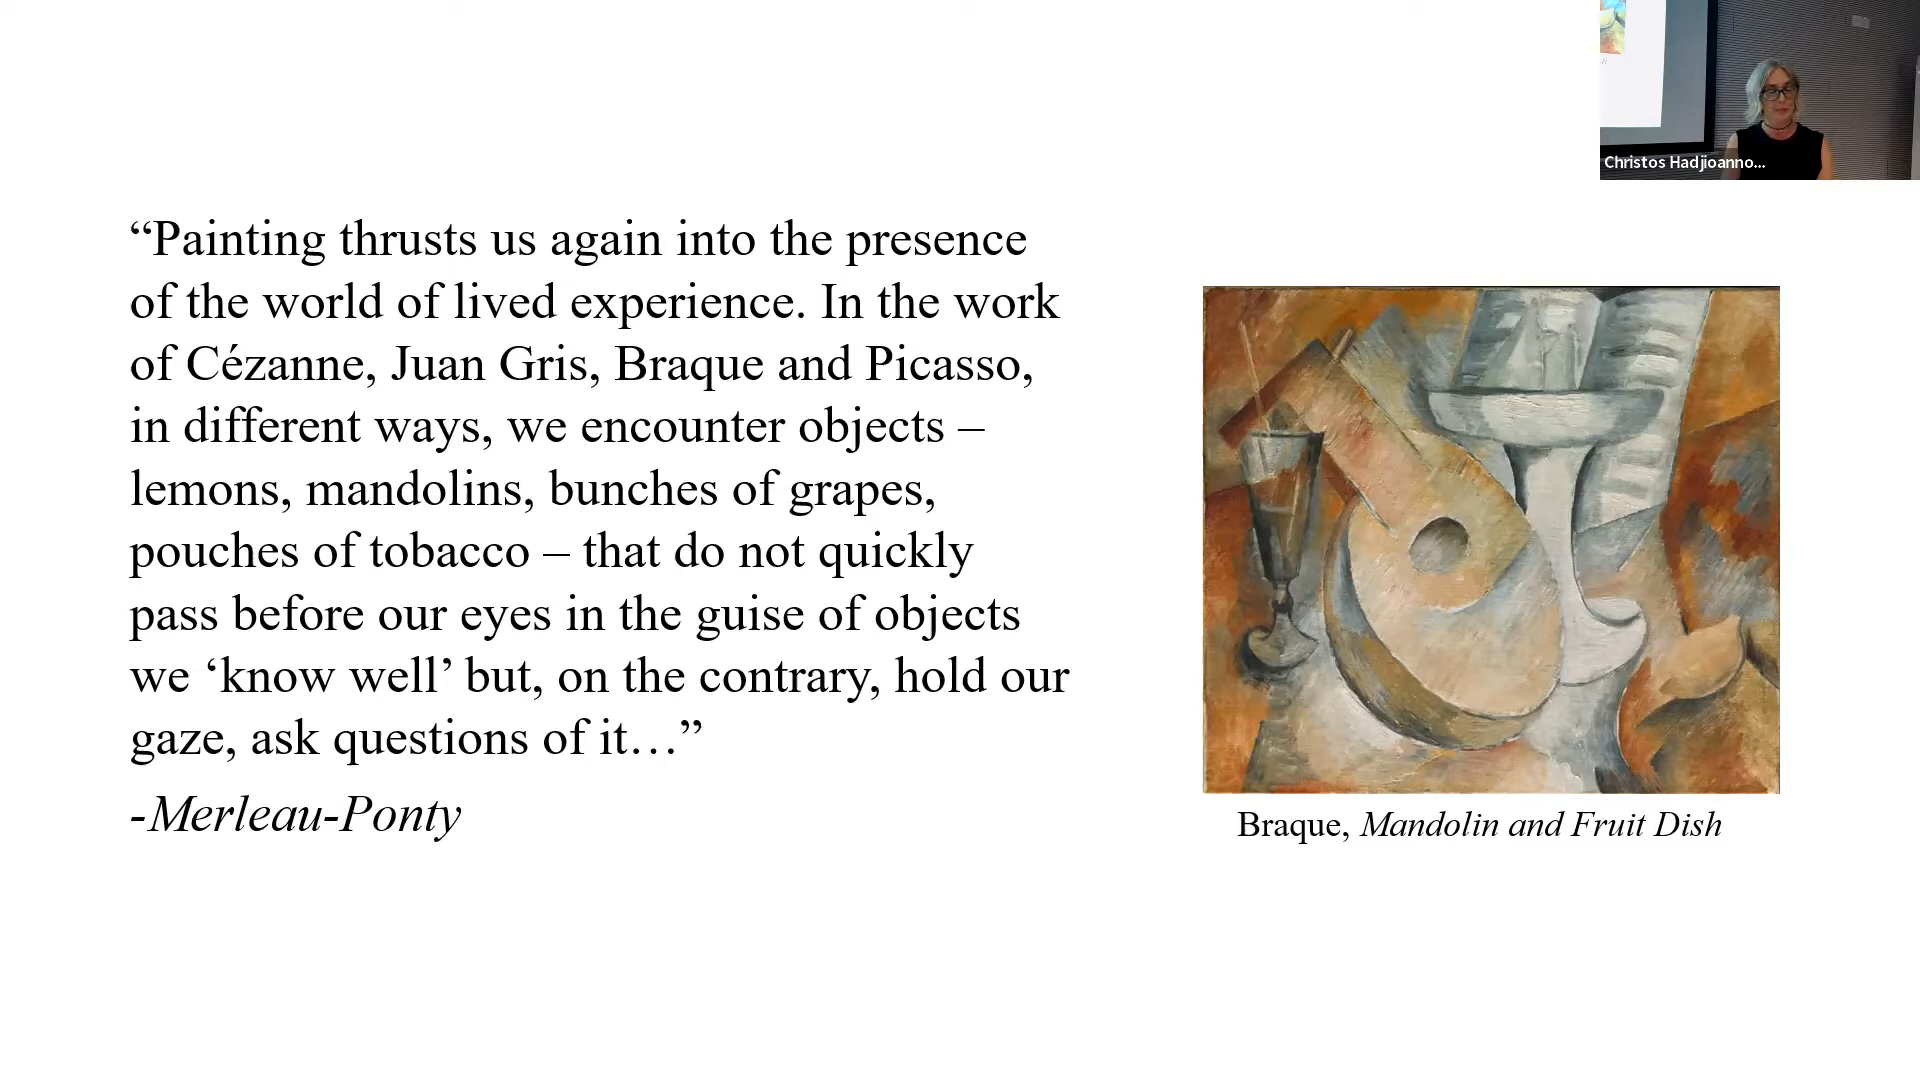 Christos Hadjioanno...
“Painting thrusts us again into the presence
of the world of lived experience. In the work
of Cézanne, Juan Gris, Braque and Picasso,
in different ways, we encounter objects –
lemons, mandolins, bunches of grapes,
pouches of tobacco – that do not quickly
pass before our eyes in the guise of objects
we ‘know well’ but, on the contrary, hold our
gaze, ask questions of it…”
-Merleau-Ponty
Braque, Mandolin and Fruit Dish